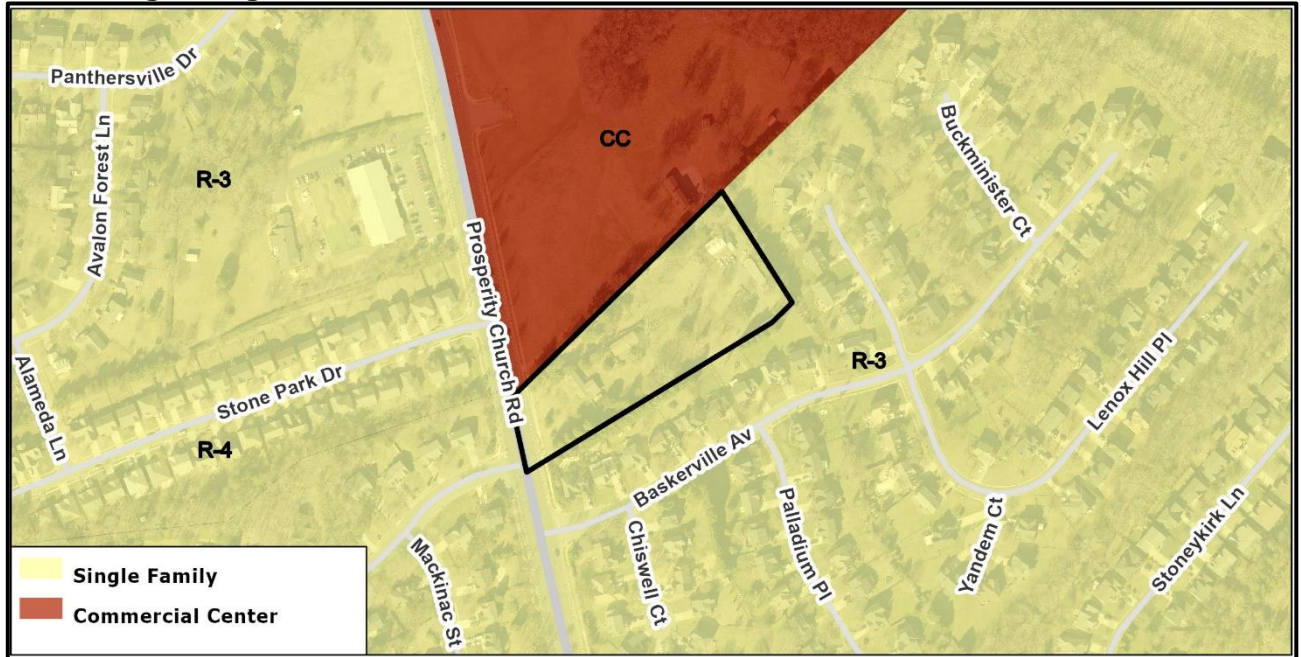 Panthersville Dr
Avalon Forest Ln
R-3
CC
Buckminister Ct
Prosperity Church Rd
Alameda Ln
Stone Park Dr
R-4
R-3
Lenox Hill Pl
Baskerville Av
Mackinac St
Chiswell Ct
Palladium Pl
Yandem Ct
Stoneykirk Ln
Single Family
Commercial Center